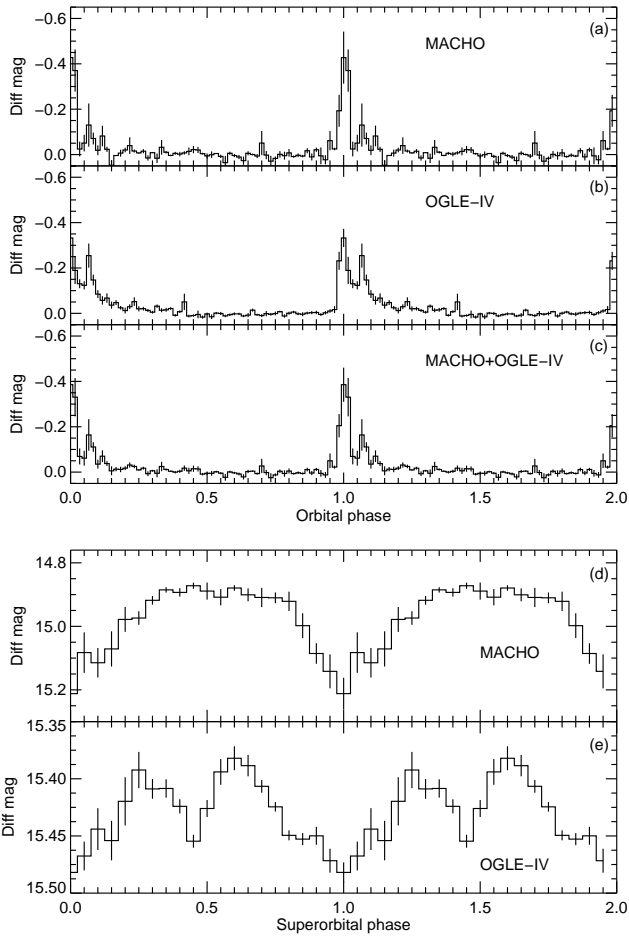 (a)
MACHO
Diff mag
−0.6
−0.4
−0.2
0.0
(b)
OGLE−IV
Diff mag
−0.6
−0.4
−0.2
0.0
(c)
MACHO+OGLE−IV
Diff mag
−0.6
−0.4
−0.2
0.0
0.0 0.5 1.0 1.5 2.0
Orbital phase
(d)
MACHO
Diff mag
14.8
15.0
15.2
(e)
OGLE−IV
Diff mag
15.35
15.40
15.45
15.50
0.0 0.5 1.0 1.5 2.0
Superorbital phase